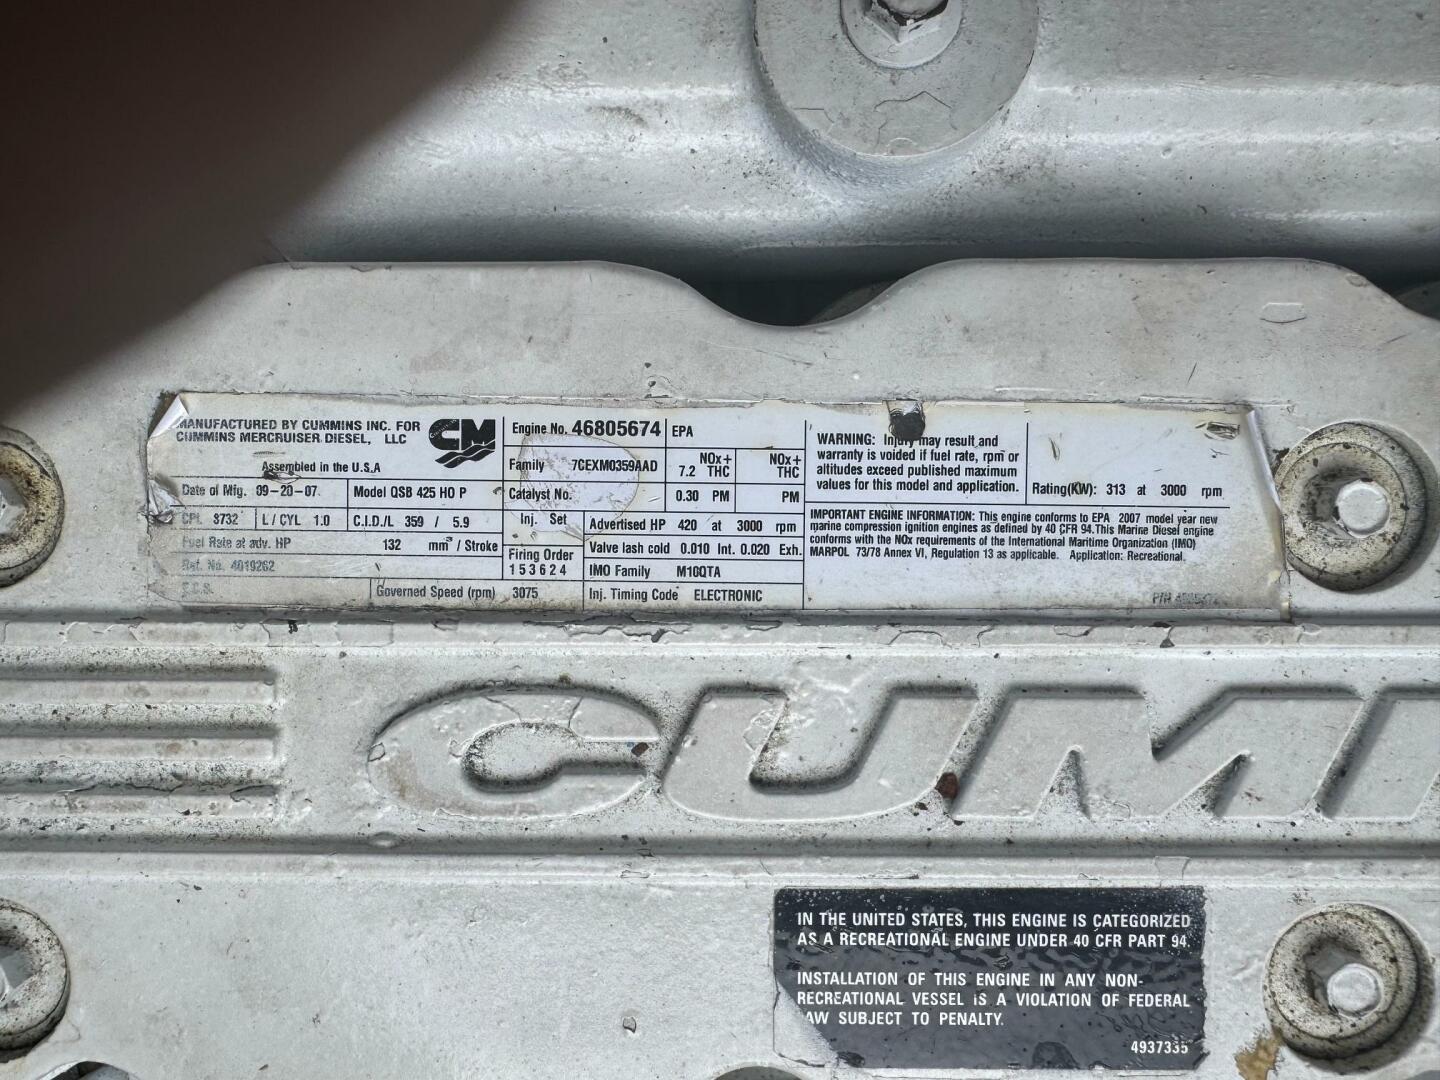 MANUFACTURED BY CUMMINS INC. FOR
CUMMINS MERCRUISER DIESEL, LLC
CM
Assembled in the U.S.A
Date of Mfg. 09-20-07
Model QSB 425 HO P
CPL 3732
L / CYL 1.0
C.I.D./L 359 / 5.9
Fuel Rate at adv. HP 132 mm³ / Stroke
Ref. No. 4019262
E.C.S.
Governed Speed (rpm) 3075
Engine No. 46805674
EPA
Family 7CEXM0359AAD
7.2 NOx+
THC
NOx+
THC
Catalyst No.
0.30 PM
PM
Inj. Set
Firing Order
1 5 3 6 2 4
Advertised HP 420 at 3000 rpm
Valve lash cold 0.010 Int. 0.020 Exh.
IMO Family M10QTA
Inj. Timing Code ELECTRONIC
WARNING: Injury may result and
warranty is voided if fuel rate, rpm or
altitudes exceed published maximum
values for this model and application.
Rating(KW): 313 at 3000 rpm
IMPORTANT ENGINE INFORMATION: This engine conforms to EPA 2007 model year new
marine compression ignition engines as defined by 40 CFR 94.This Marine Diesel engine
conforms with the NOx requirements of the International Maritime Organization (IMO)
MARPOL 73/78 Annex VI, Regulation 13 as applicable. Application: Recreational.
P/N
CUMMI
IN THE UNITED STATES, THIS ENGINE IS CATEGORIZED
AS A RECREATIONAL ENGINE UNDER 40 CFR PART 94.
INSTALLATION OF THIS ENGINE IN ANY NON-
RECREATIONAL VESSEL IS A VIOLATION OF FEDERAL
AW SUBJECT TO PENALTY.
4937335